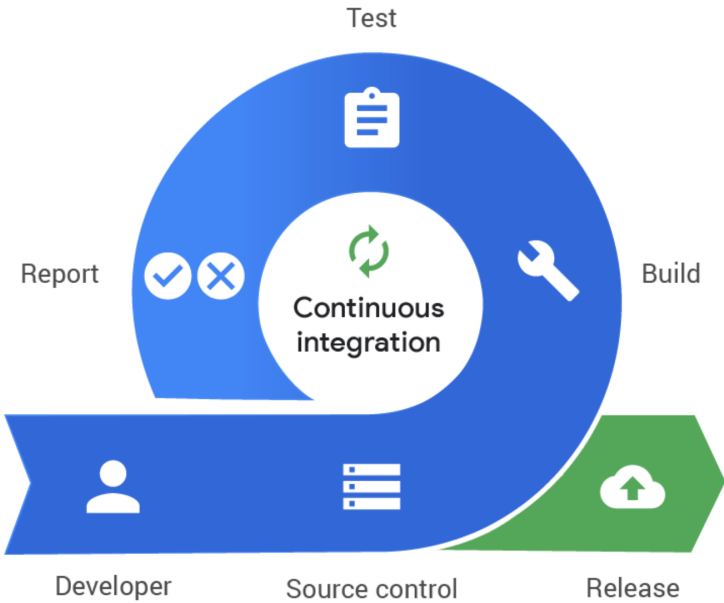 Test
Report
Continuous
integration
Build
Developer
Source control
Release